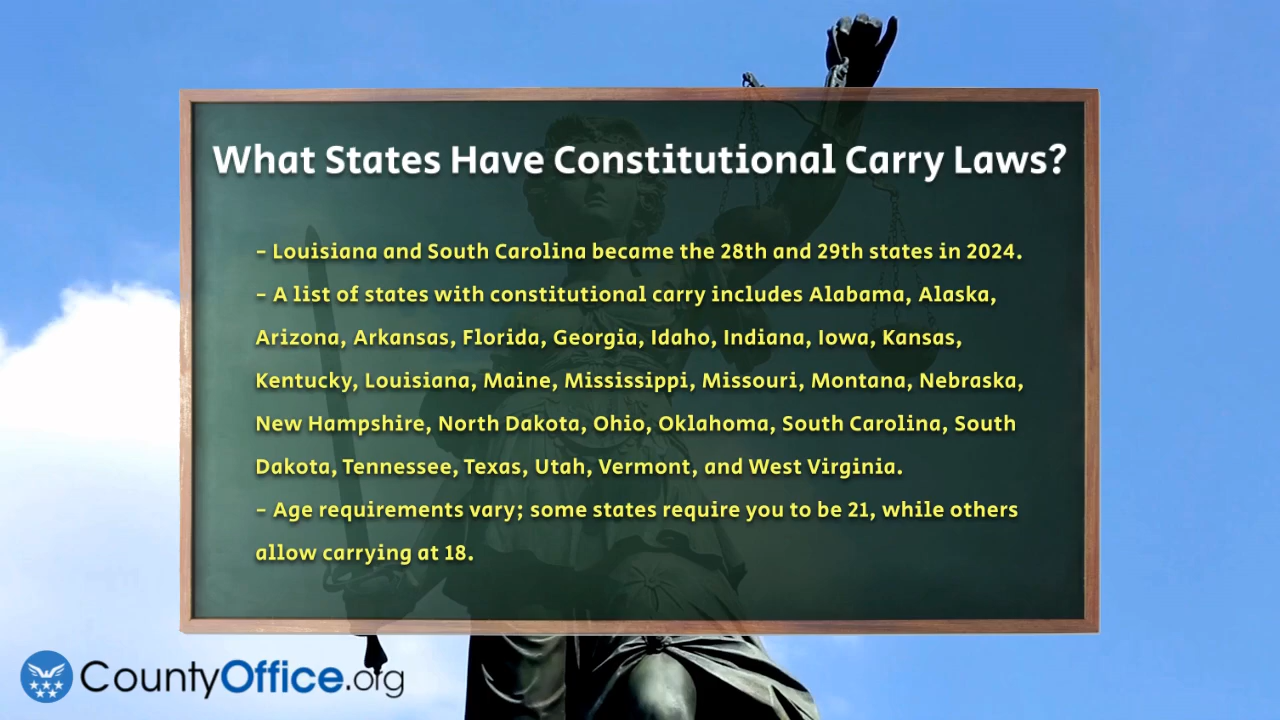 What States Have Constitutional Carry Laws?
- Louisiana and South Carolina became the 28th and 29th states in 2024.
- A list of states with constitutional carry includes Alabama, Alaska,
Arizona, Arkansas, Florida, Georgia, Idaho, Indiana, Iowa, Kansas,
Kentucky, Louisiana, Maine, Mississippi, Missouri, Montana, Nebraska,
New Hampshire, North Dakota, Ohio, Oklahoma, South Carolina, South
Dakota, Tennessee, Texas, Utah, Vermont, and West Virginia.
- Age requirements vary; some states require you to be 21, while others
allow carrying at 18.
CountyOffice.org